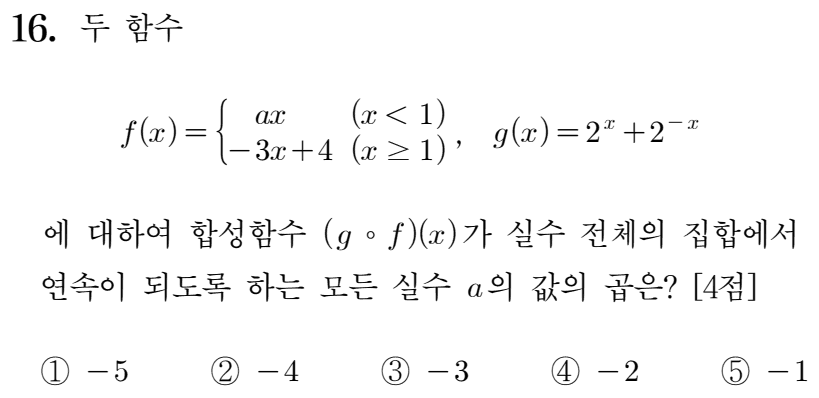 16. 두 함수
f(x) = { ax (x < 1)
-3x+4 (x ≥ 1) , g(x) = 2^x + 2^{-x}
에 대하여 합성함수 (g ∘ f)(x)가 실수 전체의 집합에서
연속이 되도록 하는 모든 실수 a의 값의 곱은? [4점]
① -5 ② -4 ③ -3 ④ -2 ⑤ -1